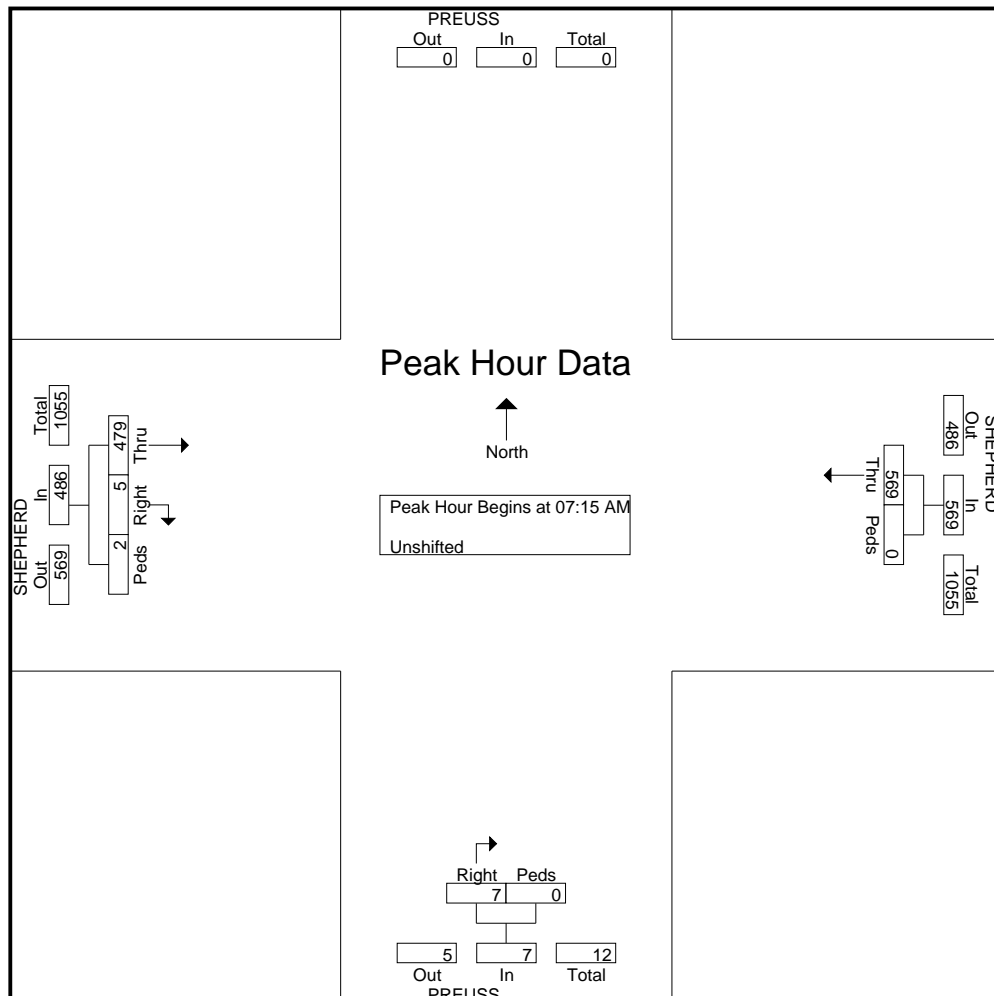 PREUSS
Out In Total
0 0 0
Peak Hour Data
North
Peak Hour Begins at 07:15 AM
Unshifted
SHEPHERD
Out In Total
569 486 1055
Peds Right Thru
2 5 479
SHEPHERD
Out In Total
486 569 1055
Thru Peds
569 0
Right Peds
7 0
5 7 12
Out In Total
PREUSS